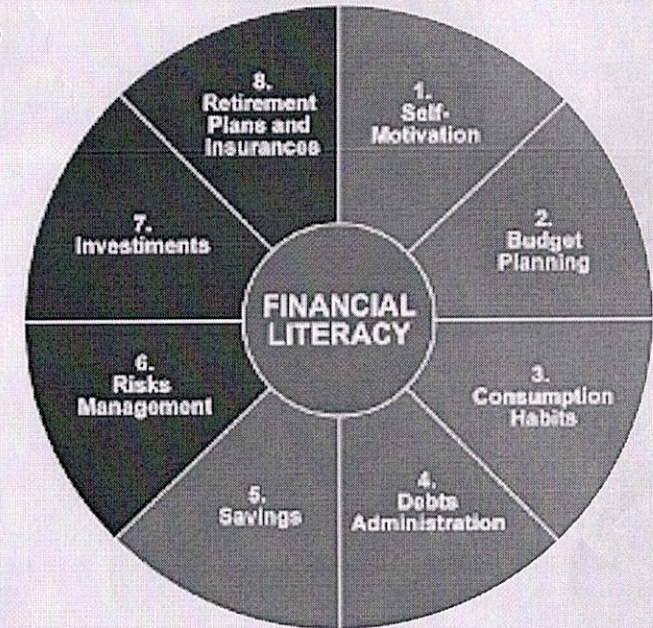 FINANCIAL
LITERACY
1.
Self-
Motivation
2.
Budget
Planning
3.
Consumption
Habits
4.
Debts
Administration
5.
Savings
6.
Risks
Management
7.
Investiments
8.
Retirement
Plans and
Insurances